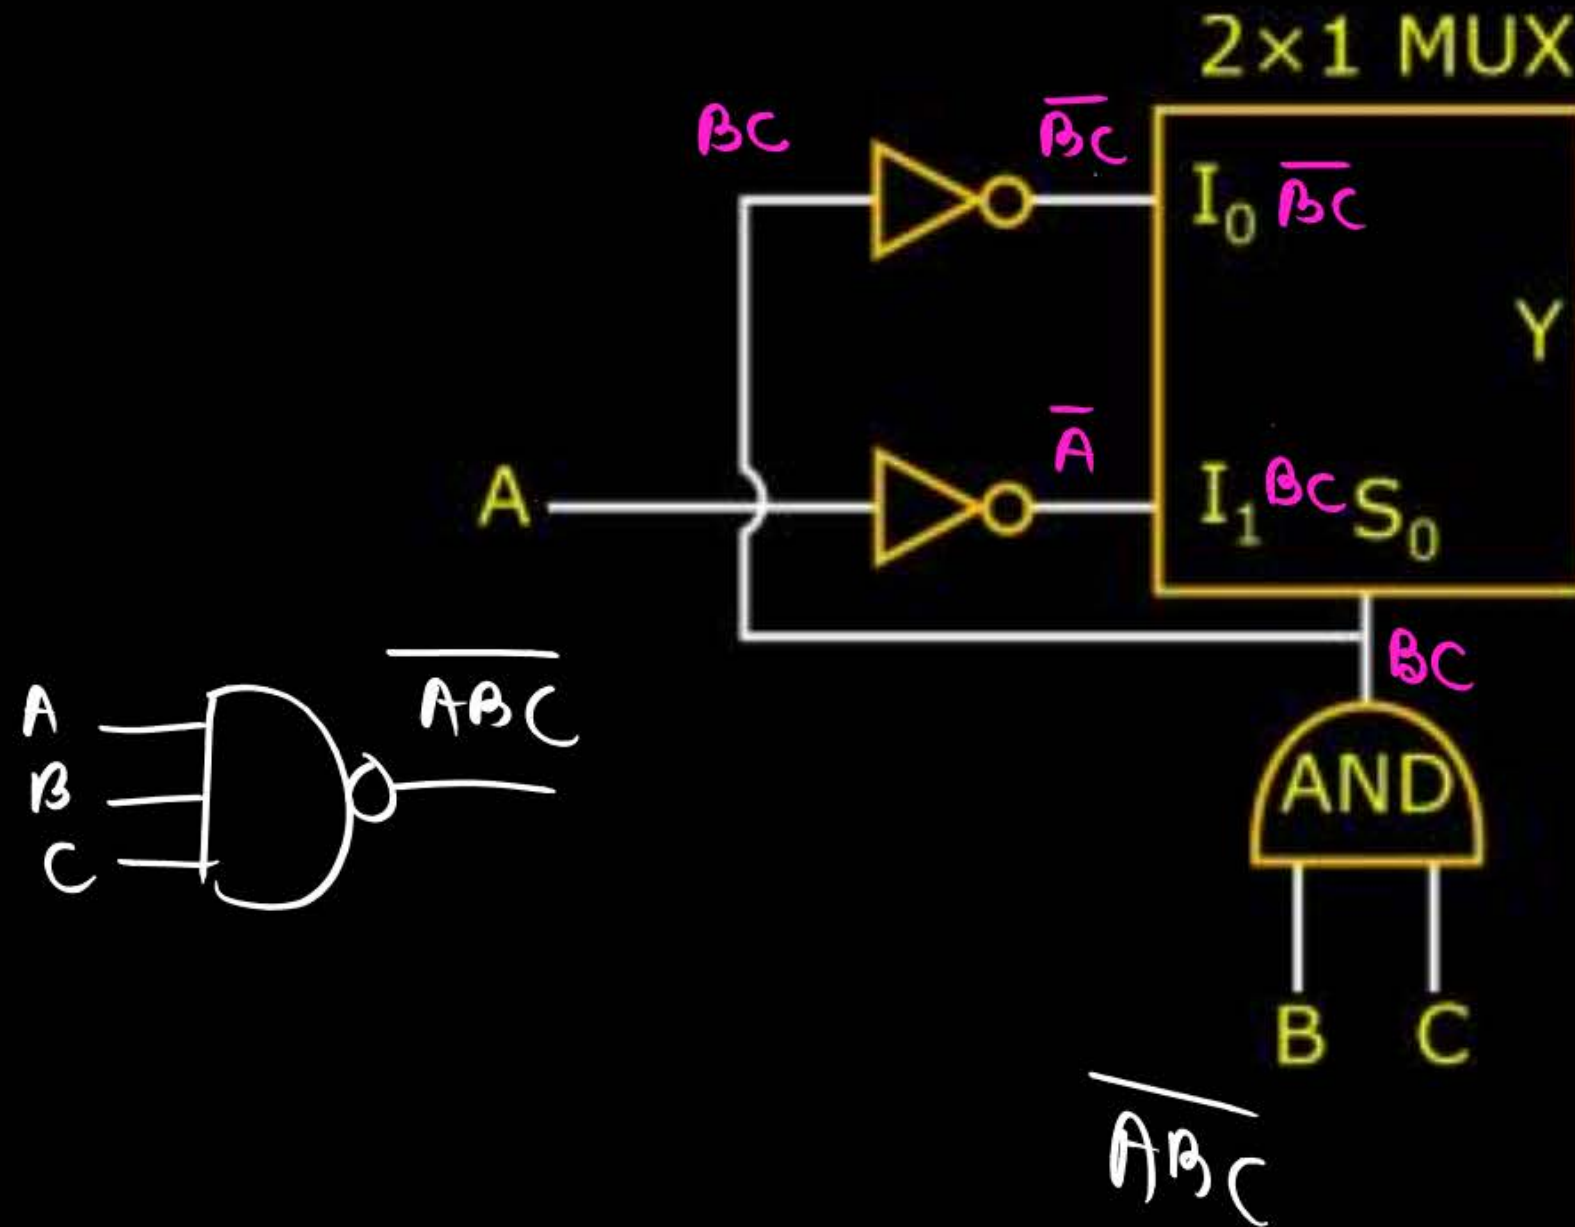 2×1 MUX
BC
B̅C̅
I₀ B̅C̅
Y
A̅
A
I₁ BC S₀
BC
A̅B̅C̅
A
B
C
AND
B C
A̅B̅C̅